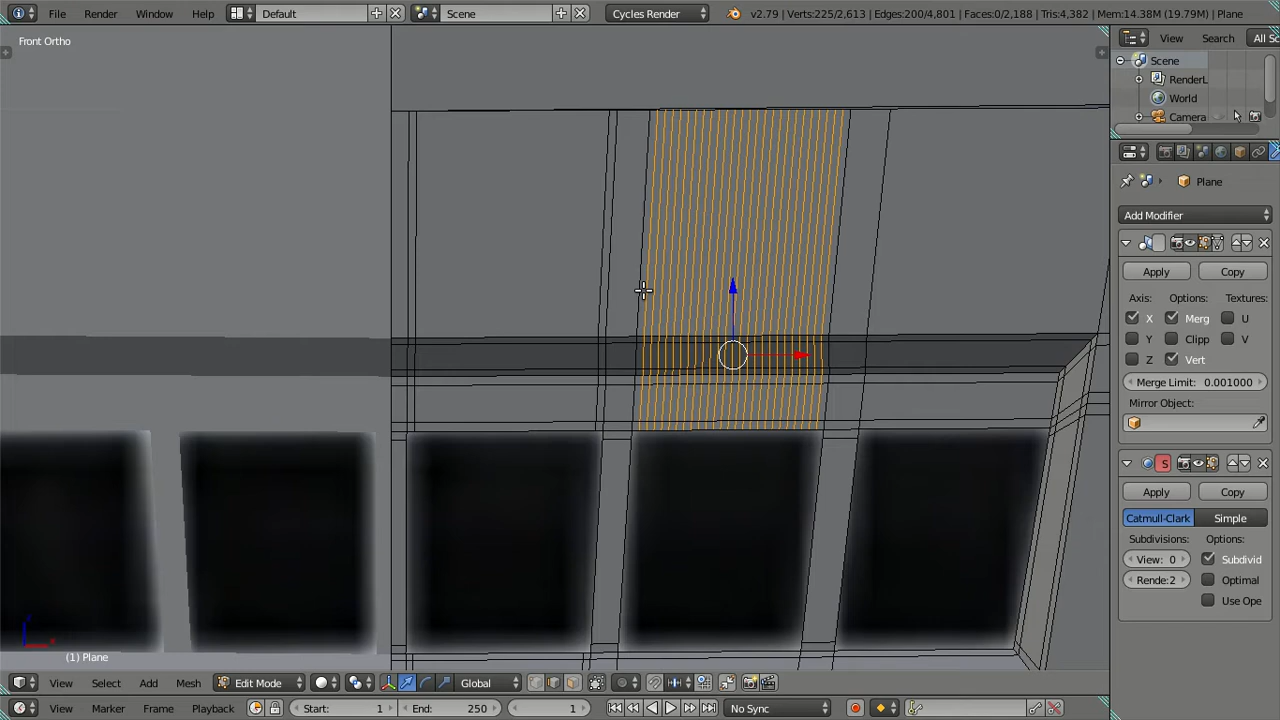 File Render Window Help Default Scene Cycles Render v2.79 | Verts:225/2,613 | Edges:200/4,801 | Faces:0/2,188 | Tris:4,382 | Mem:14.38M (19.79M) | Plane
Front Ortho
View Search All Sc
Scene
RenderL
World
Camera
Plane
Add Modifier
Apply Copy
Axis: Options: Textures:
X Merg U
Y Clipp V
Z Vert
Merge Limit: 0.001000
Mirror Object:
S
Apply Copy
Catmull-Clark Simple
Subdivisions: Options:
View: 0 Subdivid
Rende:2 Optimal
Use Ope
(1) Plane
View Select Add Mesh Edit Mode Global
View Marker Frame Playback Start: 1 End: 250 1 No Sync